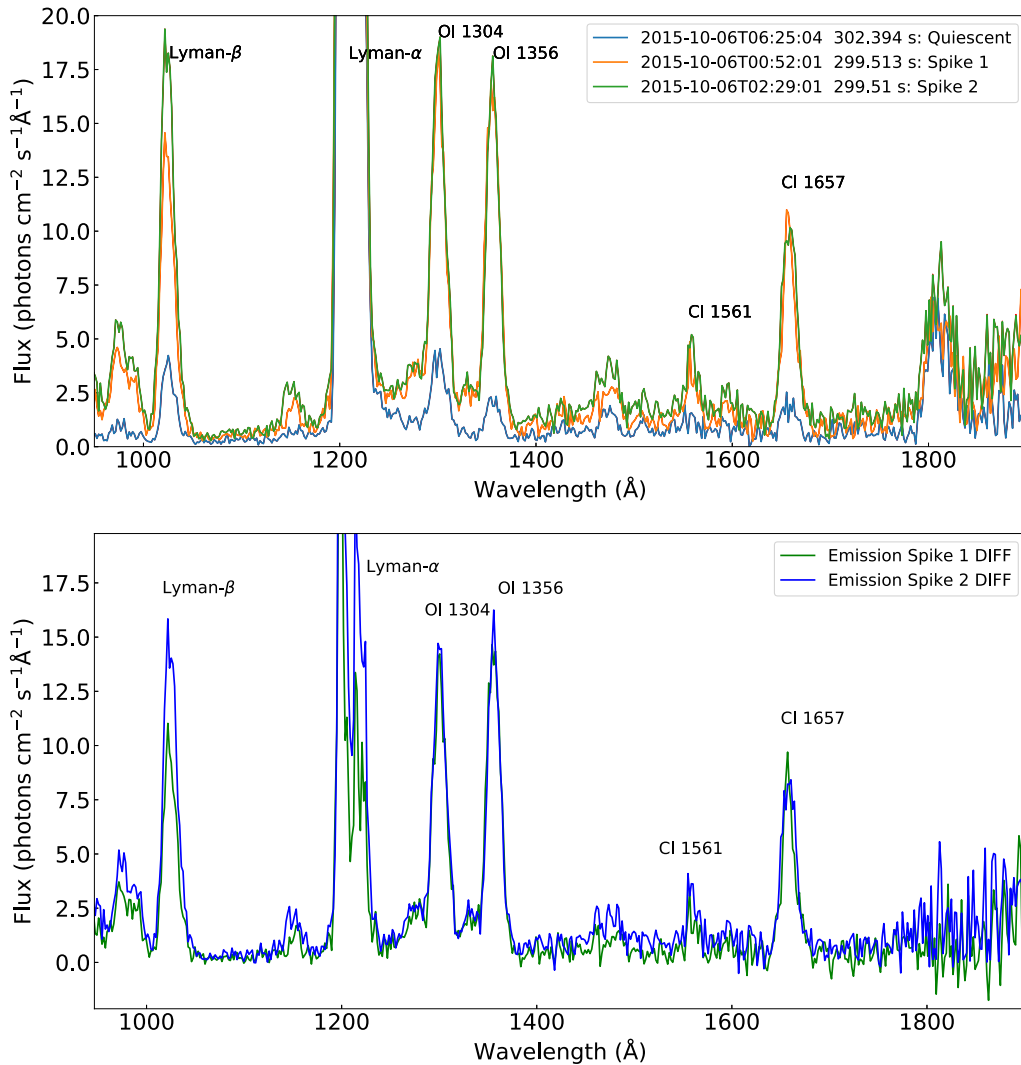 20.0
17.5
15.0
12.5
10.0
7.5
5.0
2.5
0.0
Flux (photons cm⁻² s⁻¹Å⁻¹)
Lyman-β
Lyman-α
OI 1304
OI 1356
CI 1561
CI 1657
2015-10-06T06:25:04 302.394 s: Quiescent
2015-10-06T00:52:01 299.513 s: Spike 1
2015-10-06T02:29:01 299.51 s: Spike 2
1000 1200 1400 1600 1800
Wavelength (Å)
17.5
15.0
12.5
10.0
7.5
5.0
2.5
0.0
Flux (photons cm⁻² s⁻¹Å⁻¹)
Lyman-β
Lyman-α
OI 1304
OI 1356
CI 1561
CI 1657
Emission Spike 1 DIFF
Emission Spike 2 DIFF
1000 1200 1400 1600 1800
Wavelength (Å)